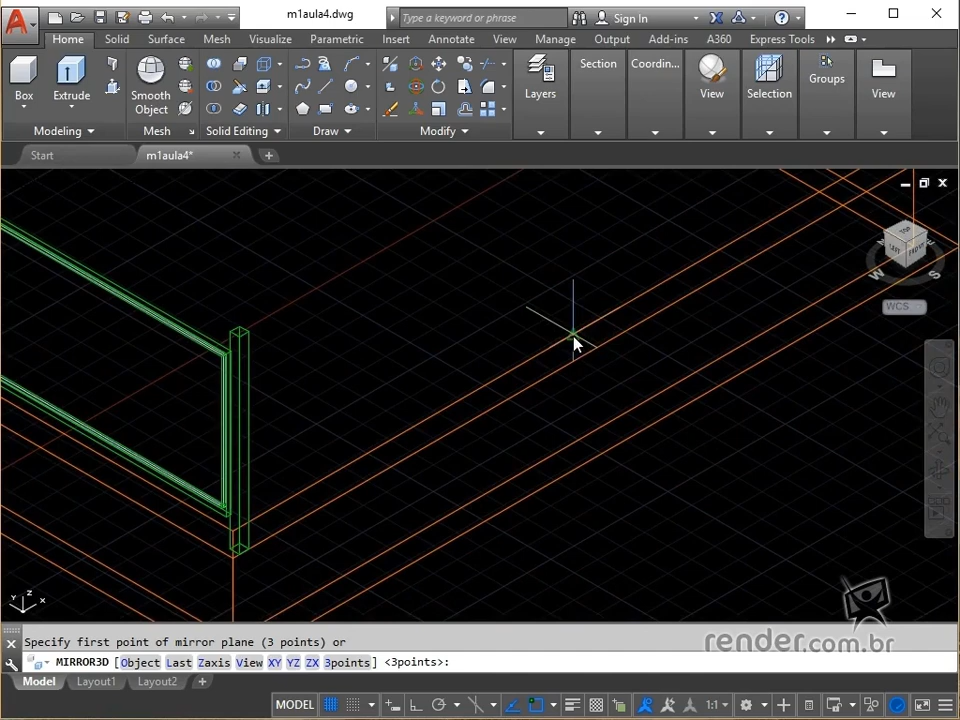 m1aula4.dwg
Type a keyword or phrase
Sign In
Home Solid Surface Mesh Visualize Parametric Insert Annotate View Manage Output Add-ins A360 Express Tools
Box
Extrude
Smooth
Object
Layers
Section
Coordin...
View
Selection
Groups
View
Modeling
Mesh
Solid Editing
Draw
Modify
Start
m1aula4*
TOP
W
S
WCS
Z
Y
X
render.com.br
Specify first point of mirror plane (3 points) or
MIRROR3D [Object Last Zaxis View XY YZ ZX 3points] <3points>:
Model Layout1 Layout2
MODEL
1:1